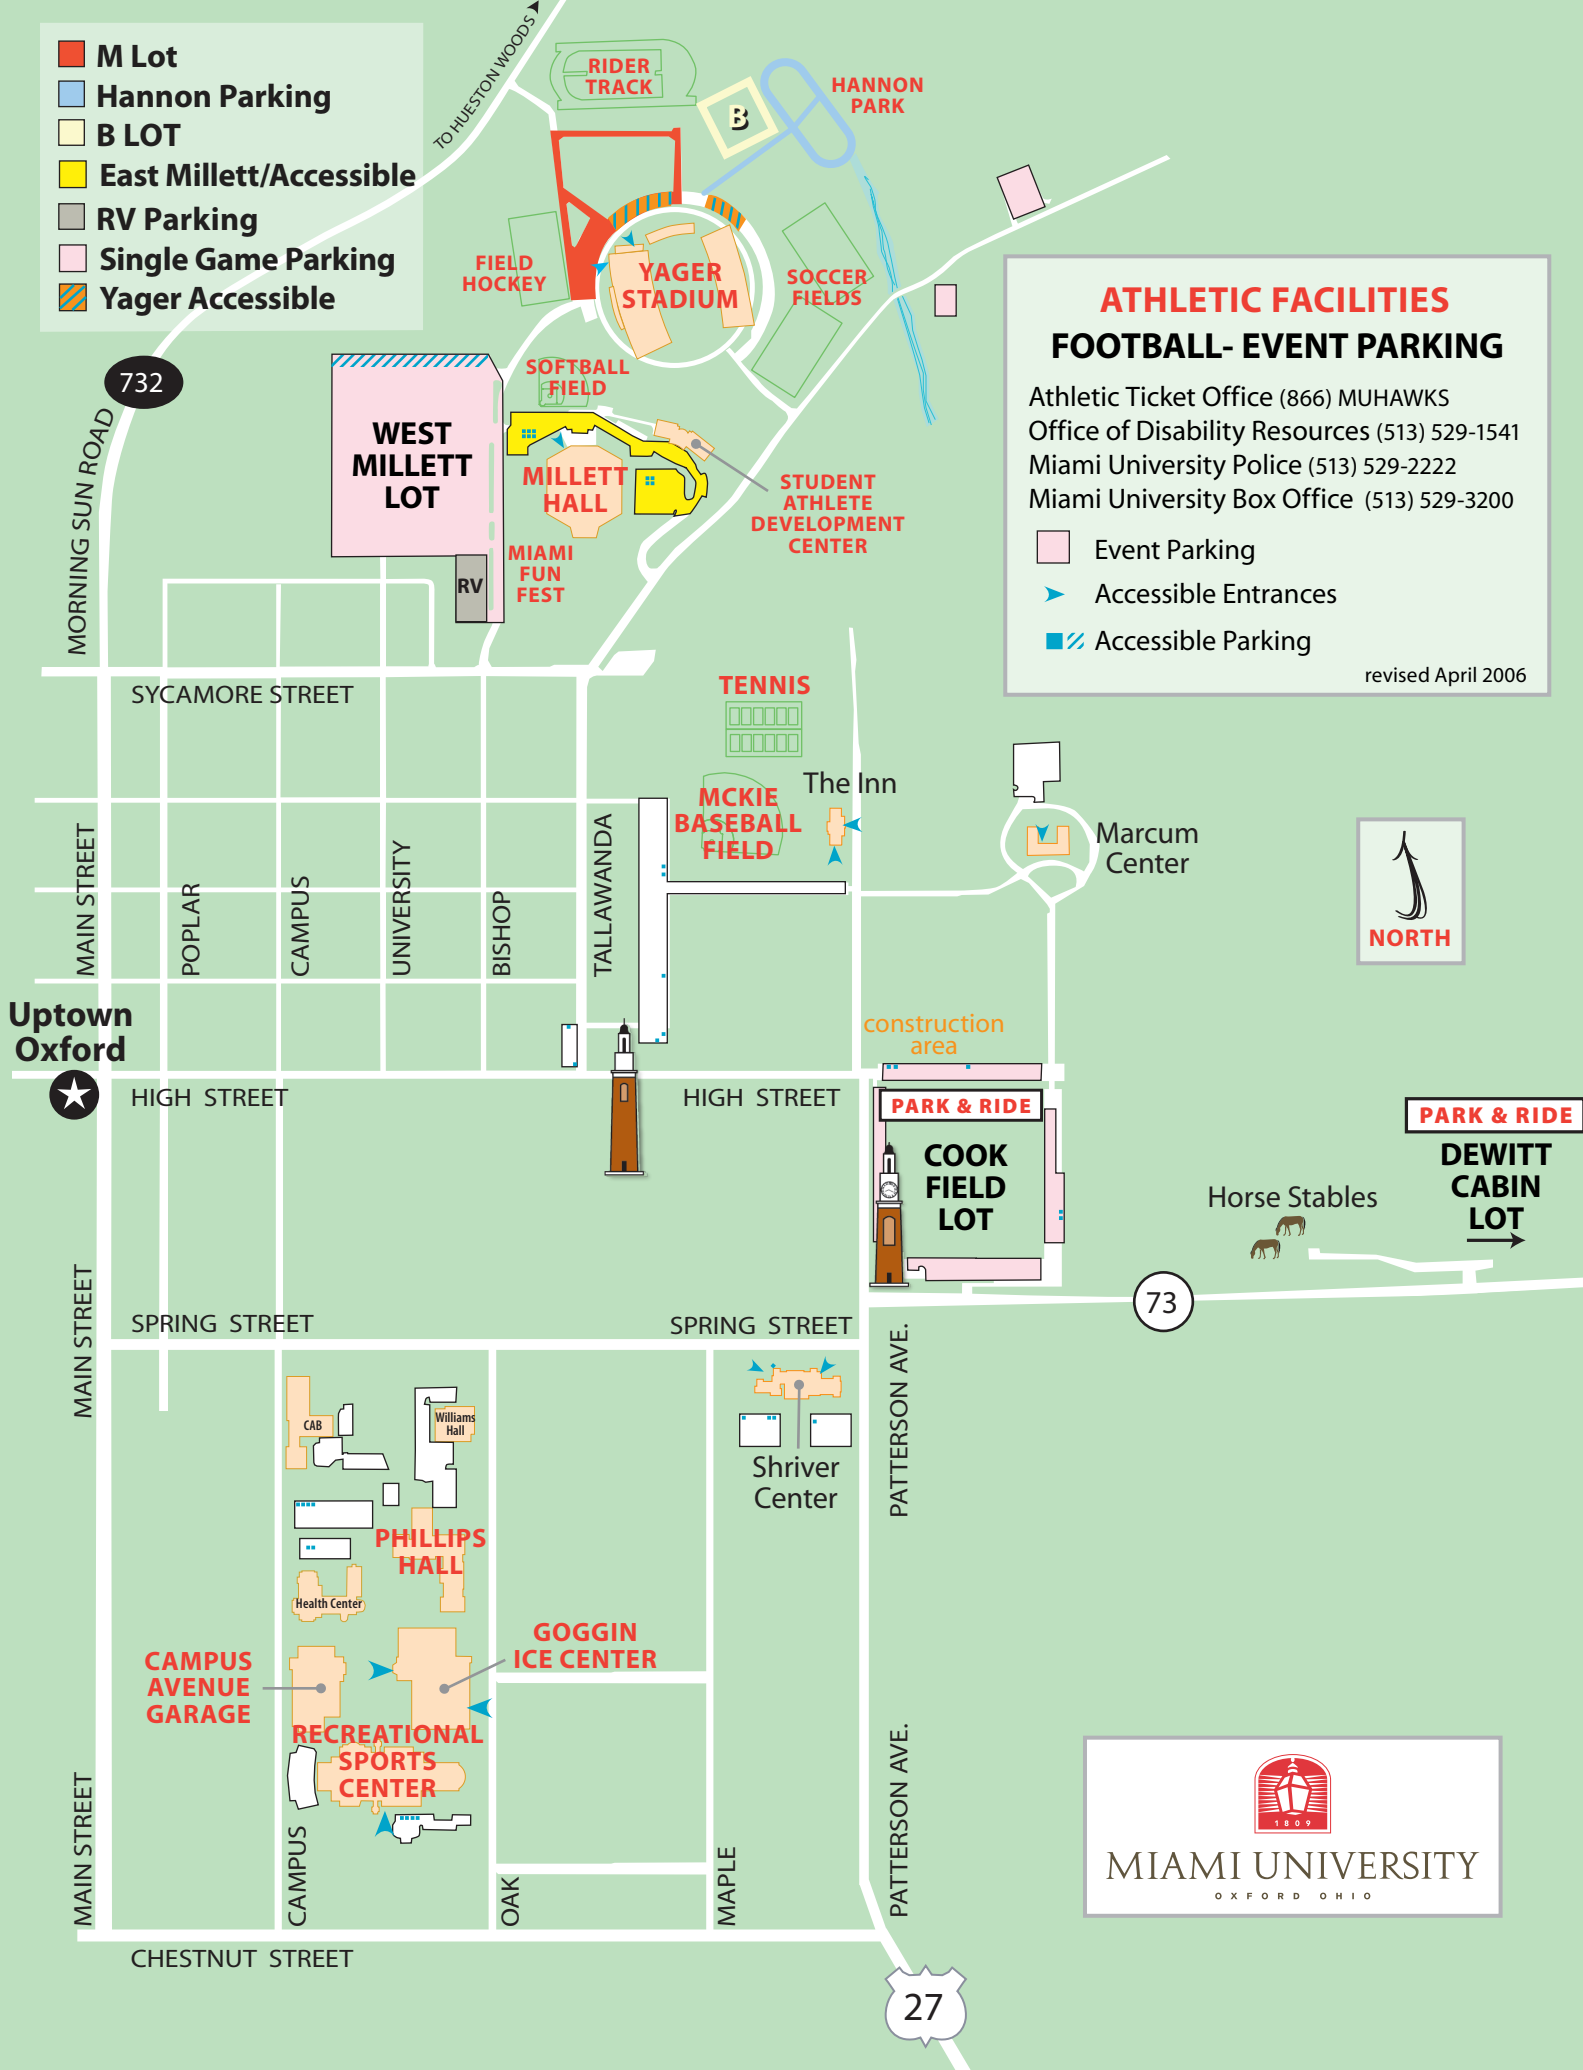 M Lot
Hannon Parking
B LOT
East Millett/Accessible
RV Parking
Single Game Parking
Yager Accessible
TO HUESTON WOODS
RIDER
TRACK
B
HANNON
PARK
FIELD
HOCKEY
YAGER
STADIUM
SOCCER
FIELDS
ATHLETIC FACILITIES
FOOTBALL- EVENT PARKING
Athletic Ticket Office (866) MUHAWKS
Office of Disability Resources (513) 529-1541
Miami University Police (513) 529-2222
Miami University Box Office (513) 529-3200
Event Parking
Accessible Entrances
Accessible Parking
revised April 2006
732
MORNING SUN ROAD
SOFTBALL
FIELD
WEST
MILLETT
LOT
MILLETT
HALL
STUDENT
ATHLETE
DEVELOPMENT
CENTER
MIAMI
FUN
FEST
RV
SYCAMORE STREET
TENNIS
The Inn
MCKIE
BASEBALL
FIELD
Marcum
Center
NORTH
MAIN STREET
POPLAR
CAMPUS
UNIVERSITY
BISHOP
TALLAWANDA
Uptown
Oxford
construction
area
HIGH STREET
HIGH STREET
PARK & RIDE
COOK
FIELD
LOT
PARK & RIDE
DEWITT
CABIN
LOT
Horse Stables
73
MAIN STREET
SPRING STREET
SPRING STREET
PATTERSON AVE.
CAB
Williams
Hall
Shriver
Center
PHILLIPS
HALL
Health Center
GOGGIN
ICE CENTER
CAMPUS
AVENUE
GARAGE
RECREATIONAL
SPORTS
CENTER
MAIN STREET
CAMPUS
OAK
MAPLE
PATTERSON AVE.
CHESTNUT STREET
27
1809
MIAMI UNIVERSITY
OXFORD OHIO